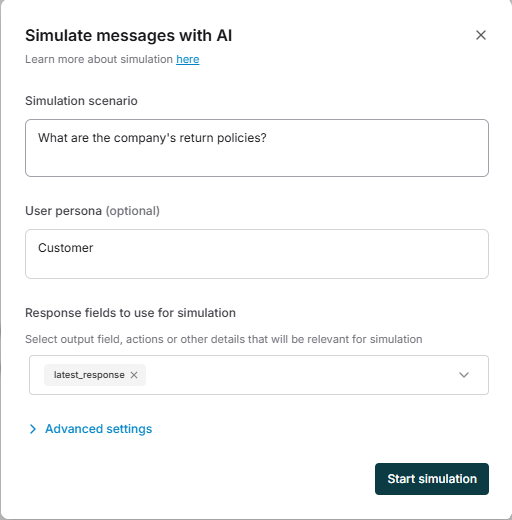 Simulate messages with AI
Learn more about simulation here
Simulation scenario
What are the company's return policies?
User persona (optional)
Customer
Response fields to use for simulation
Select output field, actions or other details that will be relevant for simulation
latest_response
Advanced settings
Start simulation